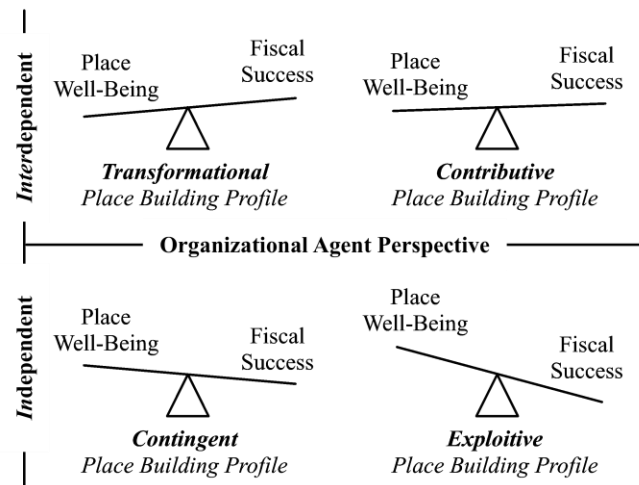 Interdependent
Place
Well-Being
Fiscal
Success
Transformational
Place Building Profile
Place
Well-Being
Fiscal
Success
Contributive
Place Building Profile
Organizational Agent Perspective
Independent
Place
Well-Being
Fiscal
Success
Contingent
Place Building Profile
Place
Well-Being
Fiscal
Success
Exploitive
Place Building Profile